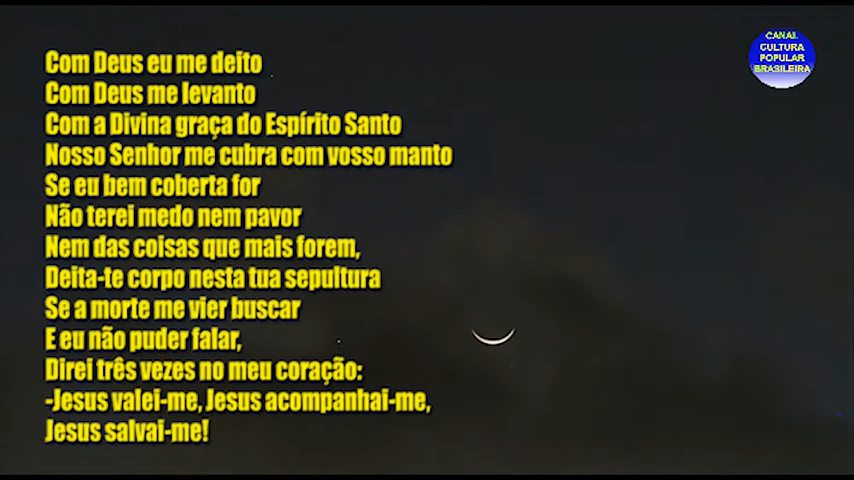 Com Deus eu me deito
Com Deus me levanto
Com a Divina graça do Espírito Santo
Nosso Senhor me cubra com vosso manto
Se eu bem coberta for
Não terei medo nem pavor
Nem das coisas que mais forem,
Deita-te corpo nesta tua sepultura
Se a morte me vier buscar
E eu não puder falar,
Direi três vezes no meu coração:
-Jesus valei-me, Jesus acompanhai-me,
Jesus salvai-me!
CANAL
CULTURA
POPULAR
BRASILEIRA